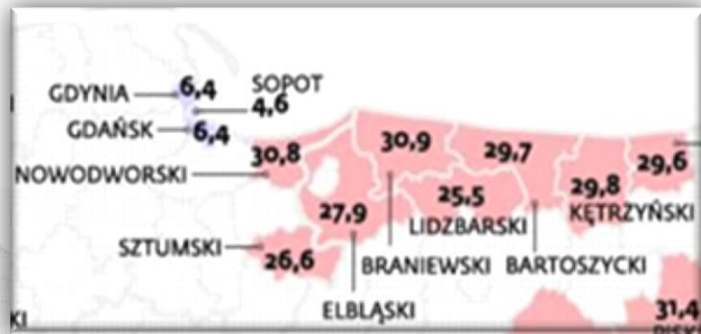 GDYNIA 6,4
SOPOT
4,6
GDAŃSK 6,4
30,8
30,9
29,7
29,6
NOWODWORSKI
29,8
25,5
KĘTRZYŃSKI
27,9
LIDZBARSKI
SZTUMSKI
26,6
BRANIEWSKI
BARTOSZYCKI
ELBLĄSKI
31,4
KI